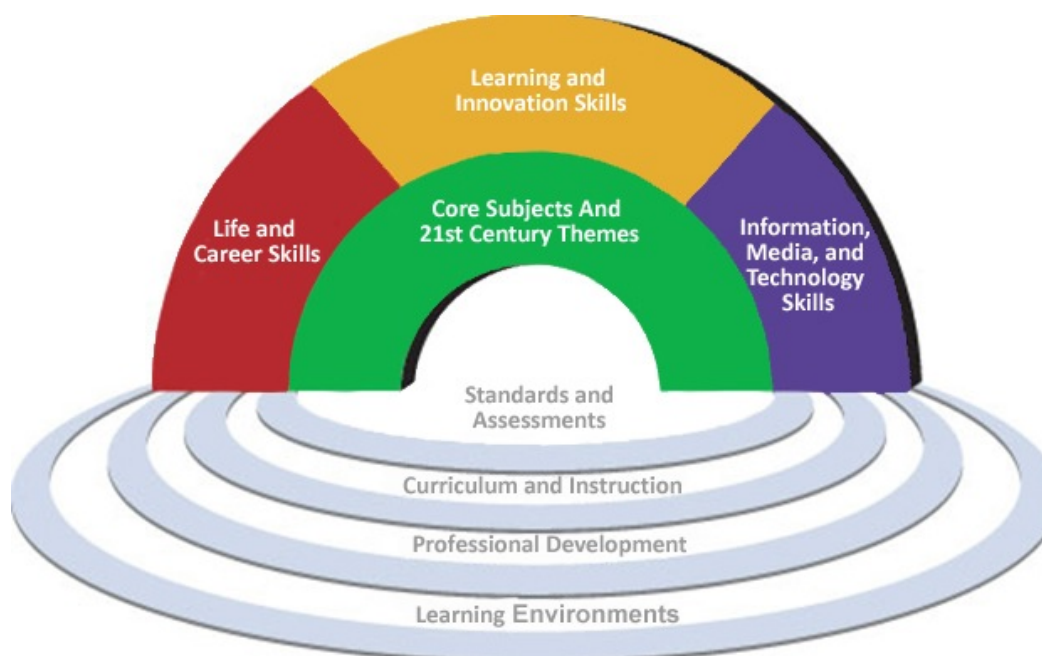 Learning and
Innovation Skills
Life and
Career Skills
Core Subjects And
21st Century Themes
Information,
Media, and
Technology
Skills
Standards and
Assessments
Curriculum and Instruction
Professional Development
Learning Environments